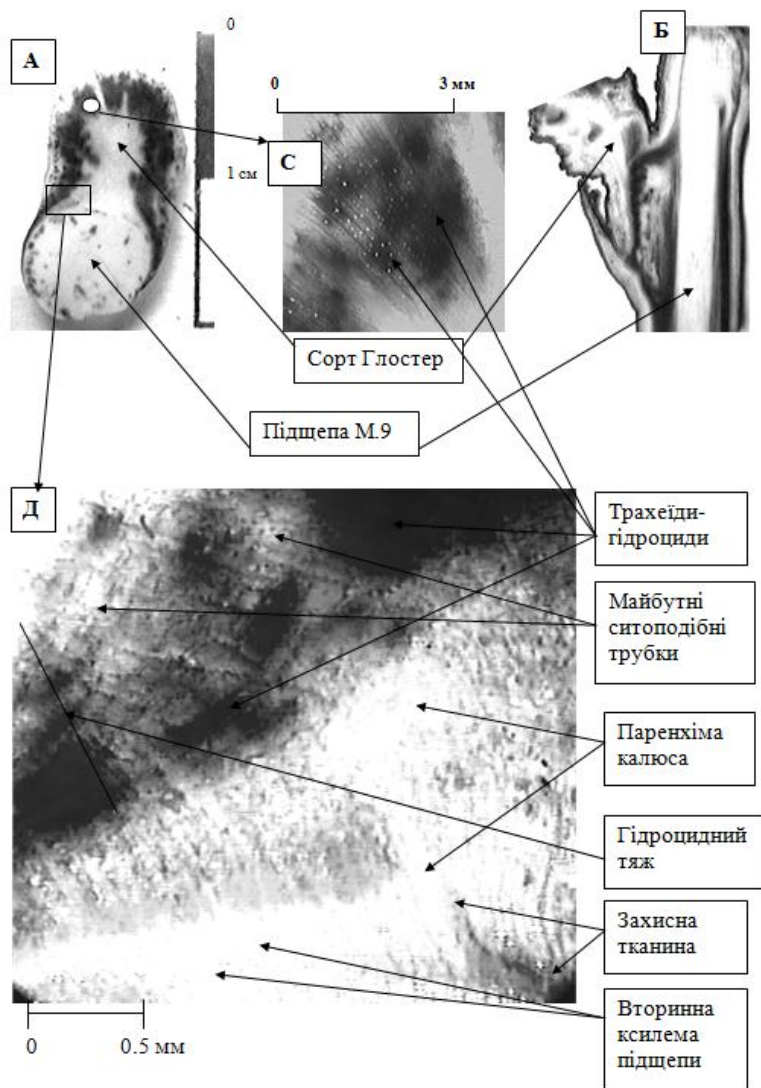 0
А
Б
0
3 мм
1 см
С
Сорт Глостер
Підщепа М.9
Д
Трахеїди-
гідроциди
Майбутні
ситоподібні
трубки
Паренхіма
калюса
Гідроцидний
тяж
Захисна
тканина
Вторинна
ксилема
підщепи
0
0.5 мм